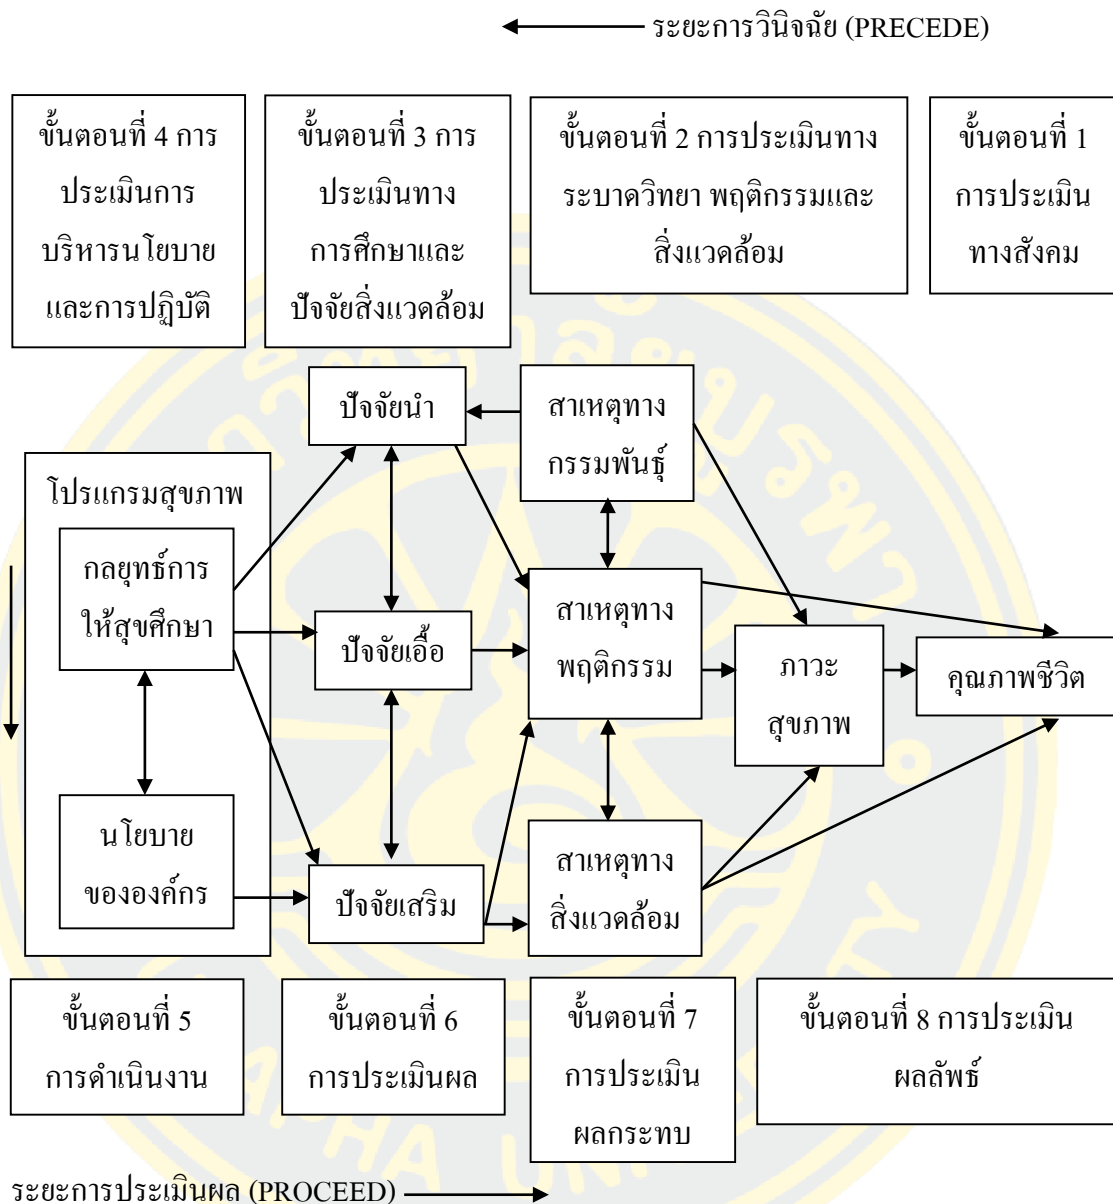 ระยะการวินิจฉัย (PRECEDE)
ขั้นตอนที่ 4 การ
ประเมินการ
บริหารนโยบาย
และการปฏิบัติ
ขั้นตอนที่ 3 การ
ประเมินทาง
การศึกษาและ
ปัจจัยสิ่งแวดล้อม
ขั้นตอนที่ 2 การประเมินทาง
ระบาดวิทยา พฤติกรรมและ
สิ่งแวดล้อม
ขั้นตอนที่ 1
การประเมิน
ทางสังคม
โปรแกรมสุขภาพ
กลยุทธ์การ
ให้สุขศึกษา
นโยบาย
ขององค์กร
ปัจจัยนำ
ปัจจัยเอื้อ
ปัจจัยเสริม
สาเหตุทาง
กรรมพันธุ์
สาเหตุทาง
พฤติกรรม
สาเหตุทาง
สิ่งแวดล้อม
ภาวะ
สุขภาพ
คุณภาพชีวิต
ขั้นตอนที่ 5
การดำเนินงาน
ขั้นตอนที่ 6
การประเมินผล
ขั้นตอนที่ 7
การประเมิน
ผลกระทบ
ขั้นตอนที่ 8 การประเมิน
ผลลัพธ์
ระยะการประเมินผล (PROCEED)